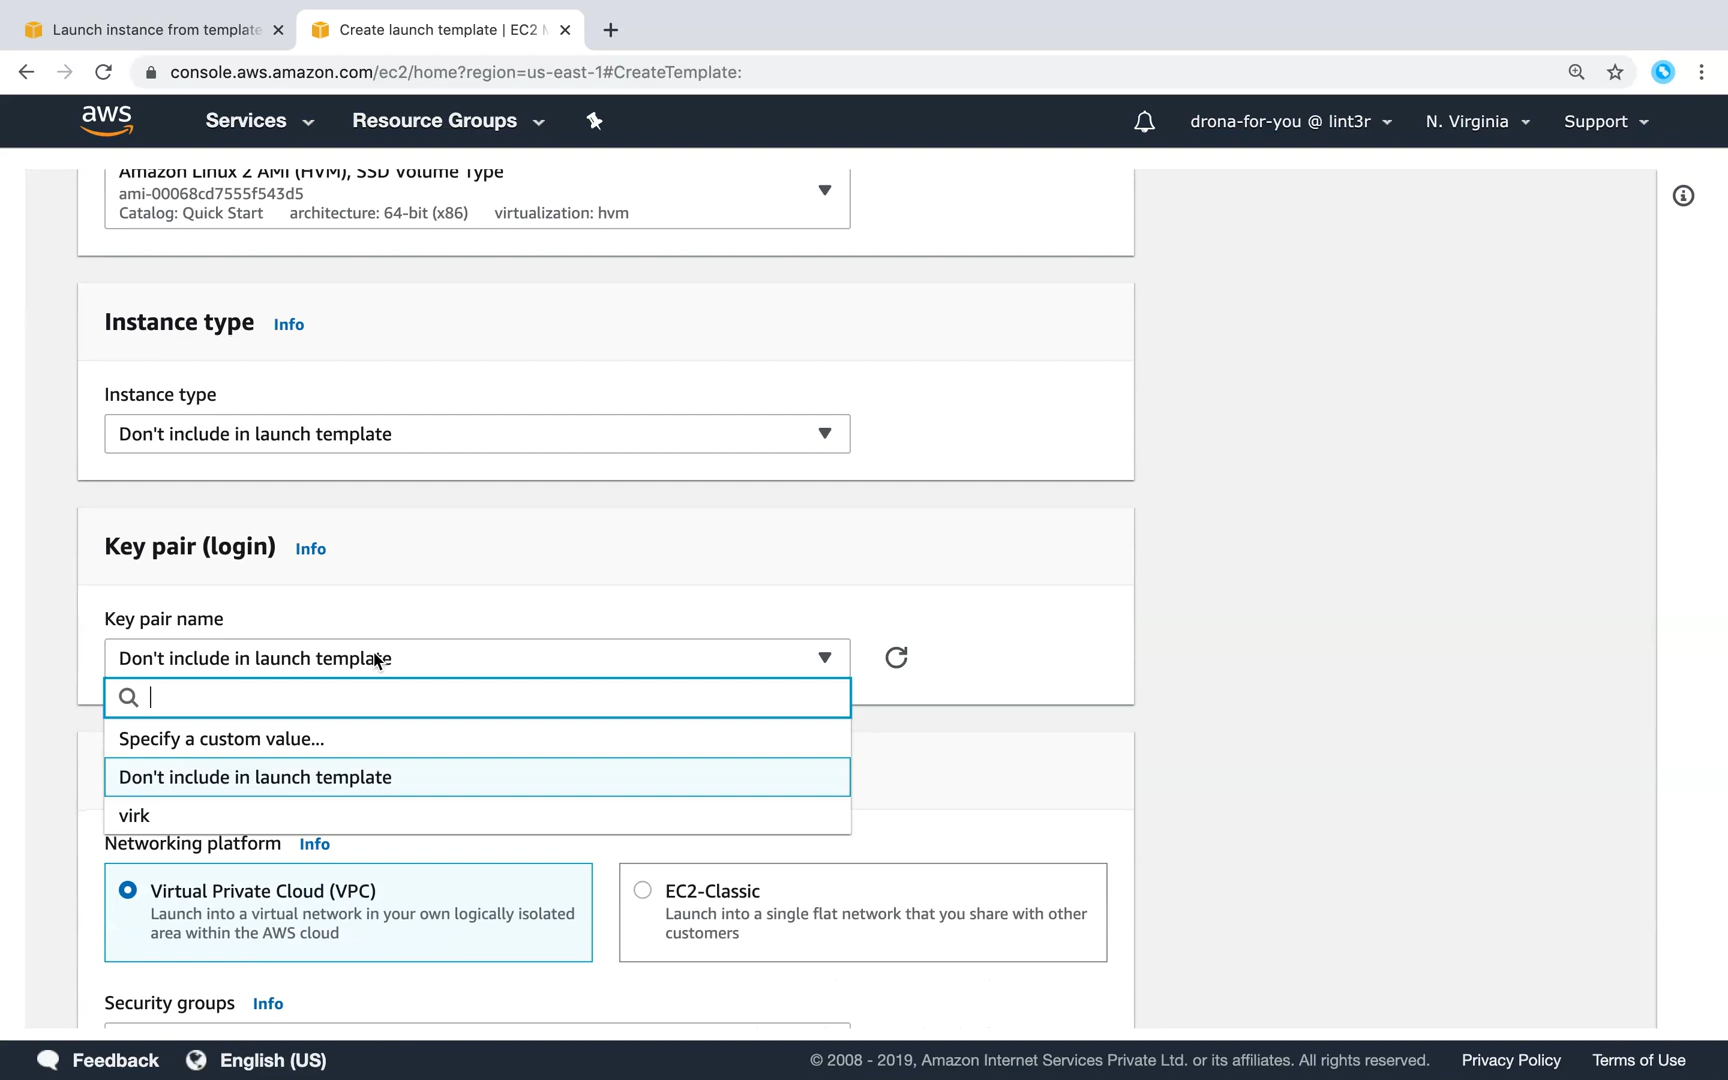 Launch instance from template
Create launch template | EC2 M
console.aws.amazon.com/ec2/home?region=us-east-1#CreateTemplate:
aws
Services
Resource Groups
drona-for-you @ lint3r
N. Virginia
Support
Amazon Linux 2 AMI (HVM), SSD Volume Type
ami-00068cd7555f543d5
Catalog: Quick Start architecture: 64-bit (x86) virtualization: hvm
Instance type Info
Instance type
Don't include in launch template
Key pair (login) Info
Key pair name
Don't include in launch template
Specify a custom value...
Don't include in launch template
virk
Networking platform Info
Virtual Private Cloud (VPC)
Launch into a virtual network in your own logically isolated
area within the AWS cloud
EC2-Classic
Launch into a single flat network that you share with other
customers
Security groups Info
Feedback
English (US)
© 2008 - 2019, Amazon Internet Services Private Ltd. or its affiliates. All rights reserved.
Privacy Policy
Terms of Use